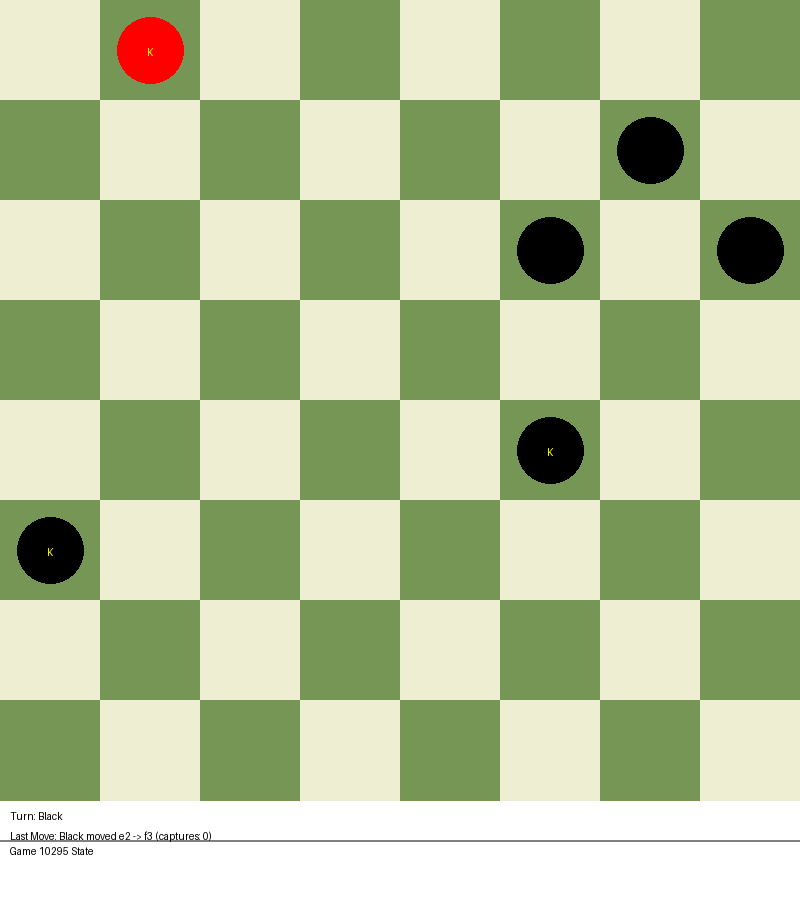 K
K
K
Turn: Black
Last Move: Black moved e2 -> f3 (captures: 0)
Game 10295 State